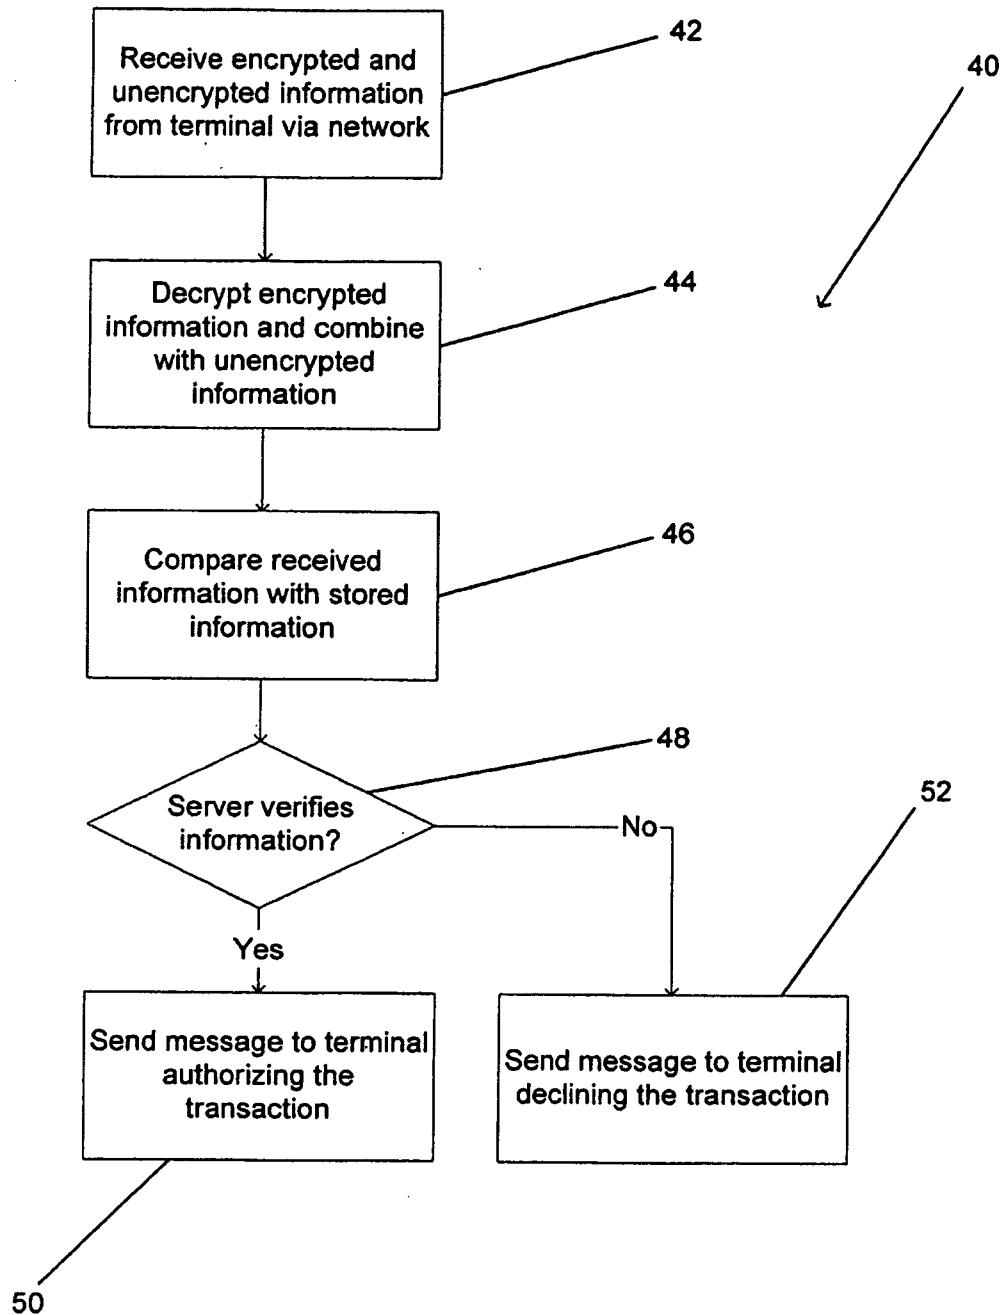 42
Receive encrypted and
unencrypted information
from terminal via network
40
44
Decrypt encrypted
information and combine
with unencrypted
information
46
Compare received
information with stored
information
48
Server verifies
information?
52
No
Yes
Send message to terminal
authorizing the
transaction
Send message to terminal
declining the transaction
50